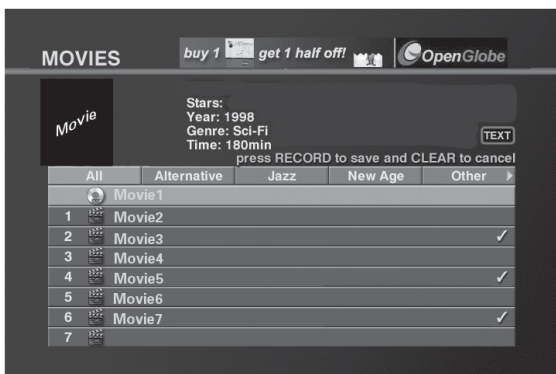 MOVIES
buy 1 get 1 half off!
OpenGlobe
Movie
Stars:
Year: 1998
Genre: Sci-Fi
Time: 180min
TEXT
press RECORD to save and CLEAR to cancel
All Alternative Jazz New Age Other
Movie1
1 Movie2
2 Movie3 ✓
3 Movie4
4 Movie5 ✓
5 Movie6
6 Movie7 ✓
7